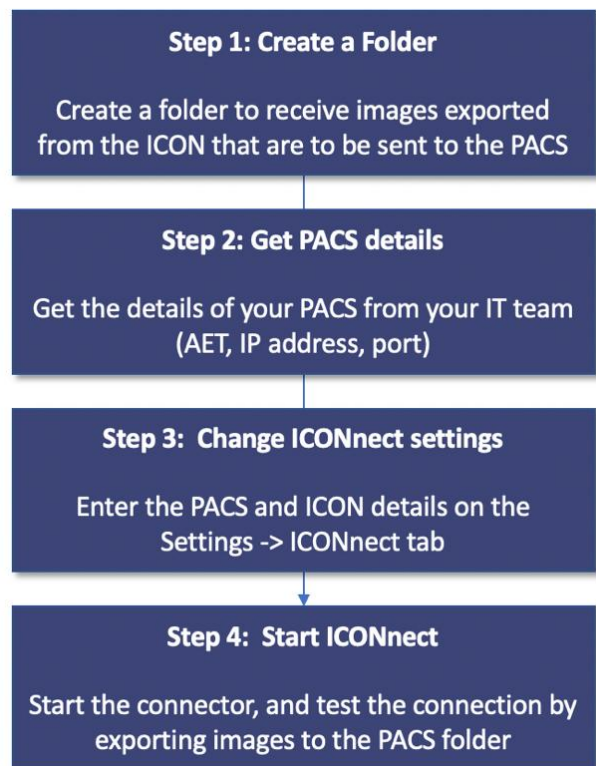 Step 1: Create a Folder
Create a folder to receive images exported
from the ICON that are to be sent to the PACS
Step 2: Get PACS details
Get the details of your PACS from your IT team
(AET, IP address, port)
Step 3:  Change ICONnect settings
Enter the PACS and ICON details on the
Settings -> ICONnect tab
Step 4:  Start ICONnect
Start the connector, and test the connection by
exporting images to the PACS folder